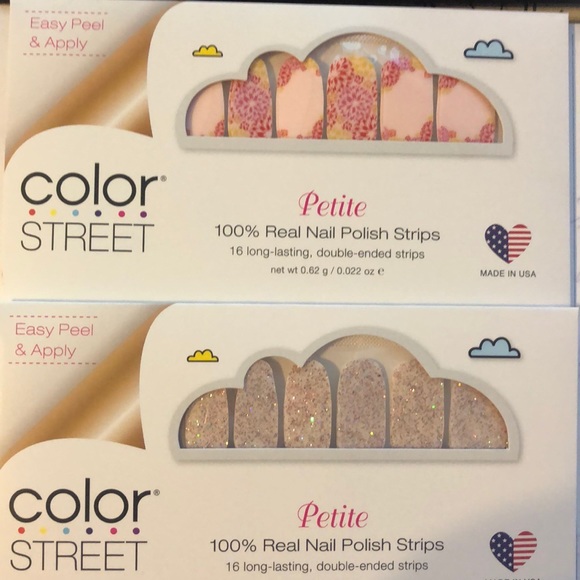 Easy Peel
& Apply
color®
STREET
Petite
100% Real Nail Polish Strips
16 long-lasting, double-ended strips
net wt 0.62 g / 0.022 oz e
MADE IN USA
Easy Peel
& Apply
color®
STREET
Petite
100% Real Nail Polish Strips
16 long-lasting, double-ended strips
IN USA